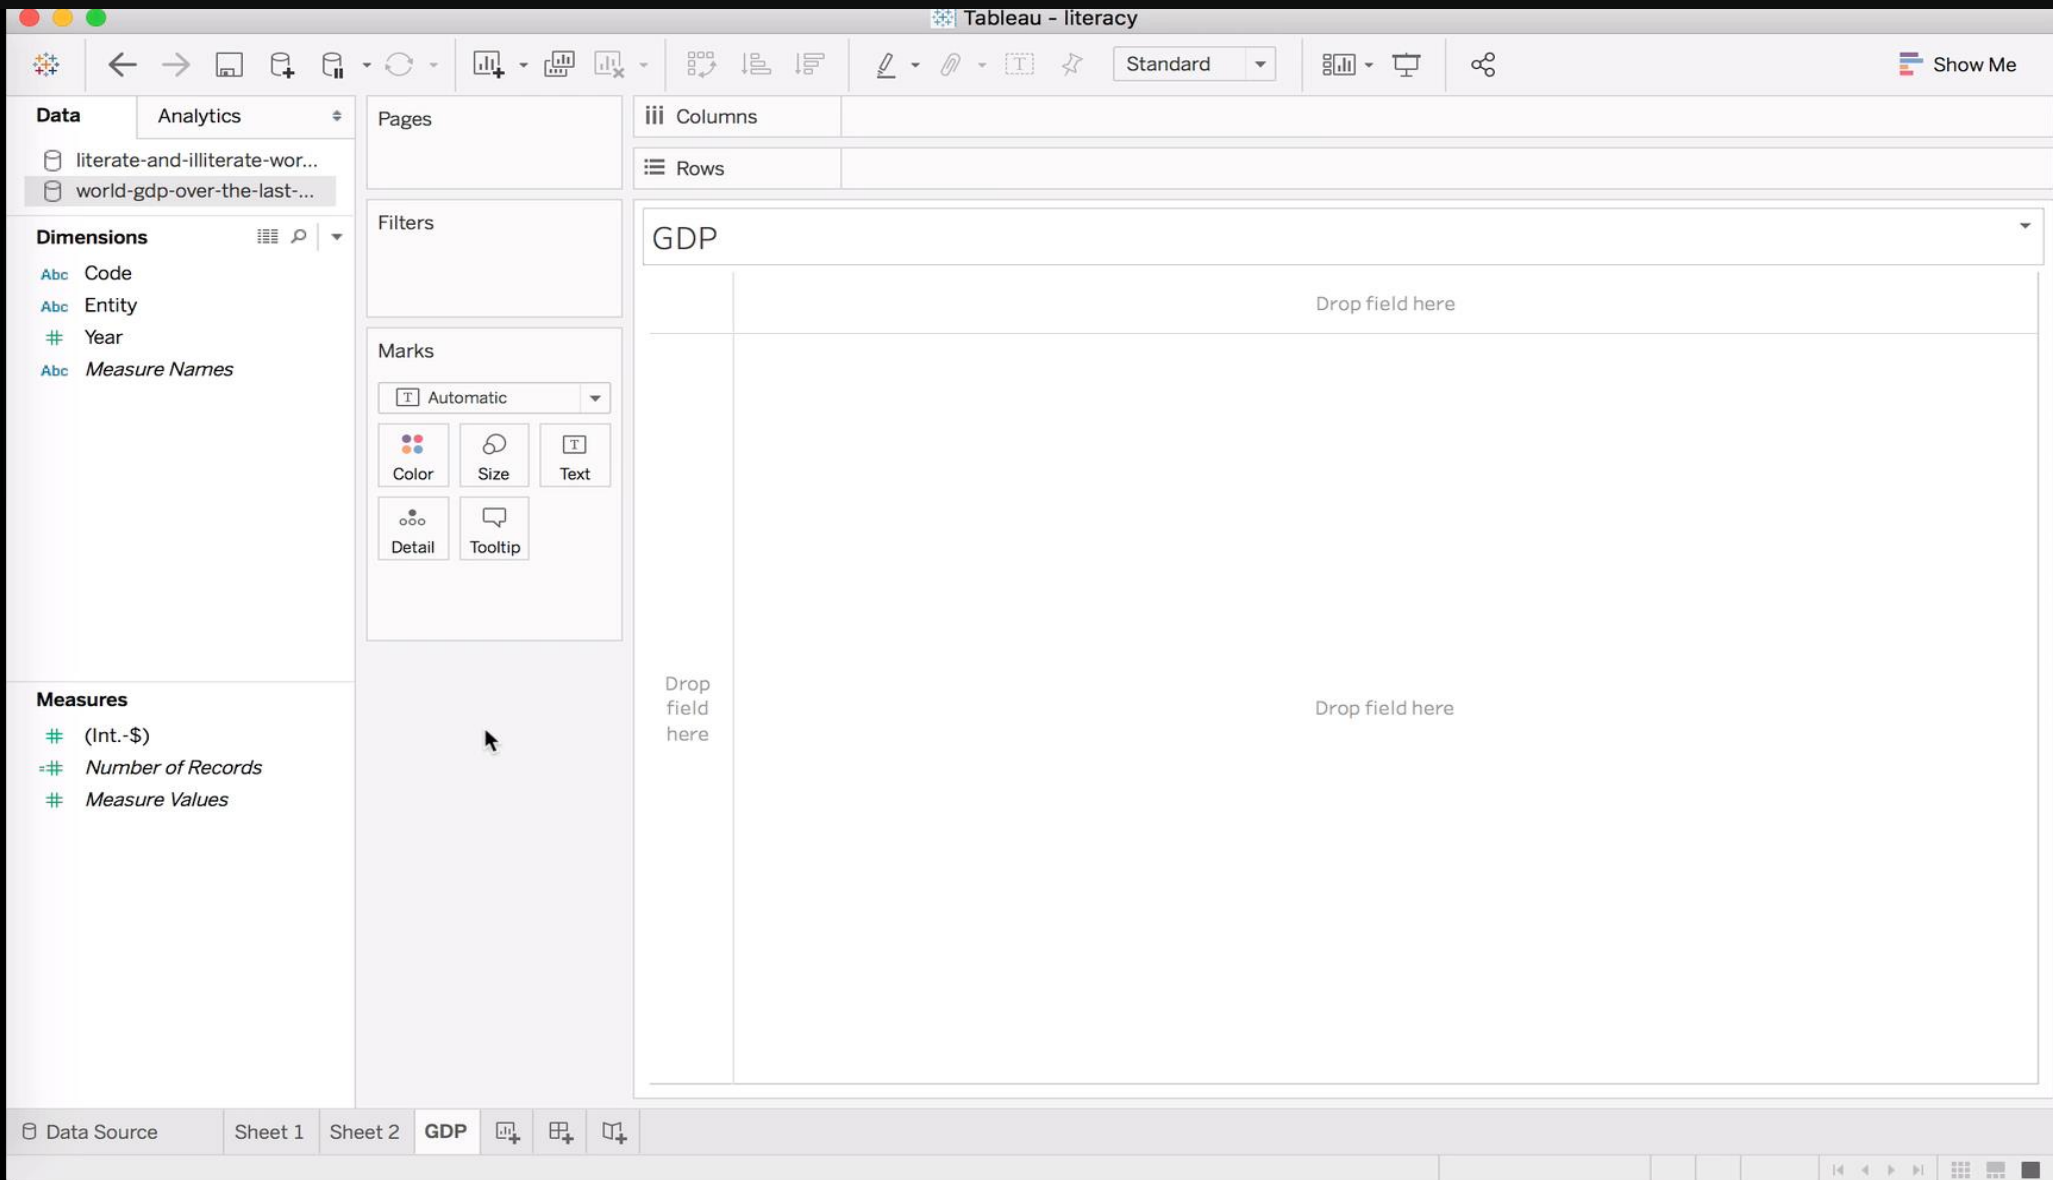 Tableau - literacy
Standard
Show Me
Data
Analytics
literate-and-illiterate-wor...
world-gdp-over-the-last-...
Dimensions
Abc Code
Abc Entity
# Year
Abc Measure Names
Measures
# (Int.-$)
=# Number of Records
# Measure Values
Pages
Filters
Marks
T Automatic
Color
Size
T
Text
Detail
Tooltip
Columns
Rows
GDP
Drop field here
Drop
field
here
Drop field here
Data Source
Sheet 1
Sheet 2
GDP